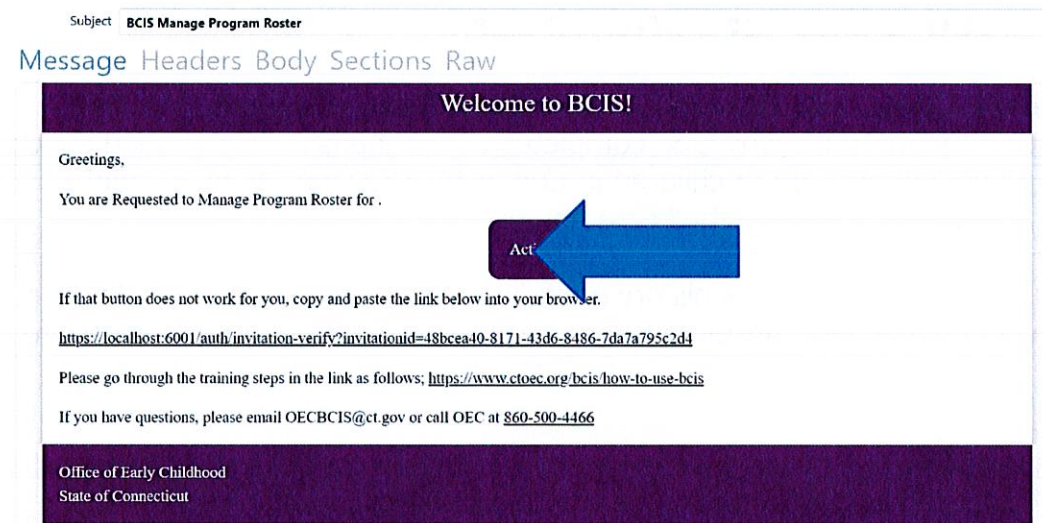 Subject BCIS Manage Program Roster
Message Headers Body Sections Raw
Welcome to BCIS!
Greetings,
You are Requested to Manage Program Roster for .
If that button does not work for you, copy and paste the link below into your browser.
https://localhost:6001/auth/invitation-verify?invitationid=48bcea40-8171-43d6-8486-7da7a795c2d4
Please go through the training steps in the link as follows; https://www.ctoec.org/bcis/how-to-use-bcis
If you have questions, please email OECBCIS@ct.gov or call OEC at 860-500-4466
Office of Early Childhood
State of Connecticut